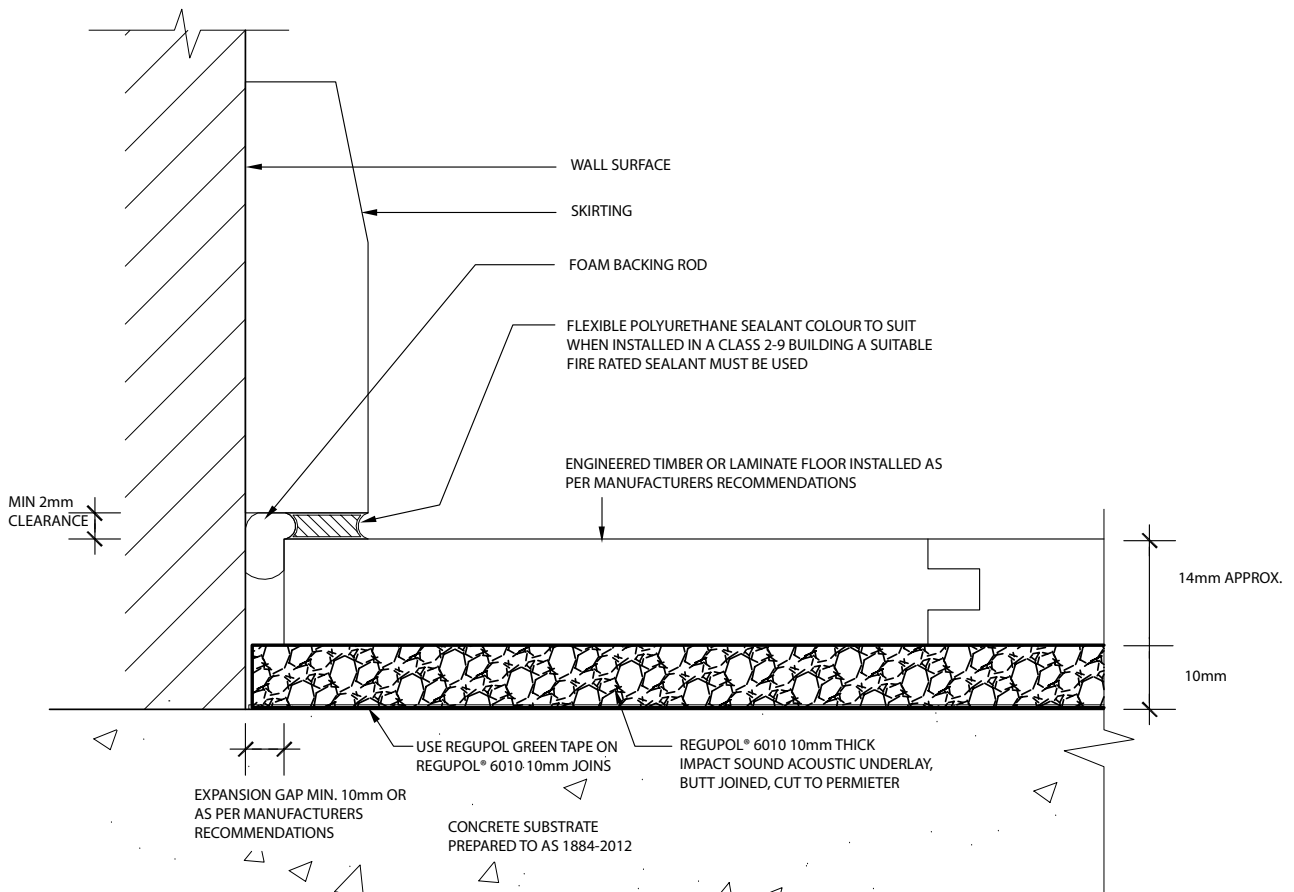 WALL SURFACE
SKIRTING
FOAM BACKING ROD
FLEXIBLE POLYURETHANE SEALANT COLOUR TO SUIT
WHEN INSTALLED IN A CLASS 2-9 BUILDING A SUITABLE
FIRE RATED SEALANT MUST BE USED
ENGINEERED TIMBER OR LAMINATE FLOOR INSTALLED AS
PER MANUFACTURERS RECOMMENDATIONS
MIN 2mm
CLEARANCE
14mm APPROX.
10mm
USE REGUPOL GREEN TAPE ON
REGUPOL® 6010 10mm JOINS
REGUPOL® 6010 10mm THICK
IMPACT SOUND ACOUSTIC UNDERLAY,
BUTT JOINED, CUT TO PERMIETER
EXPANSION GAP MIN. 10mm OR
AS PER MANUFACTURERS
RECOMMENDATIONS
CONCRETE SUBSTRATE
PREPARED TO AS 1884-2012